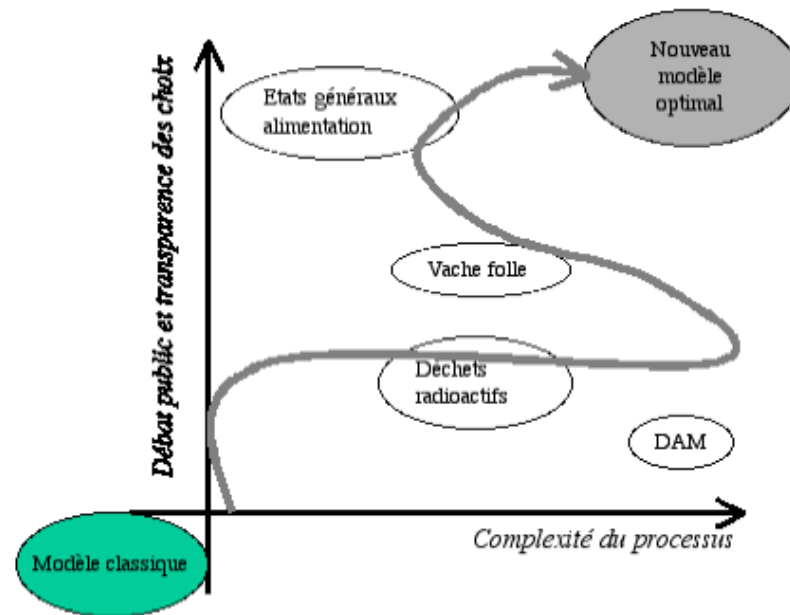 Débat public et transparence des choix
Etats généraux
alimentation
Nouveau
modèle
optimal
Vache folle
Déchets
radioactifs
DAM
Complexité du processus
Modèle classique